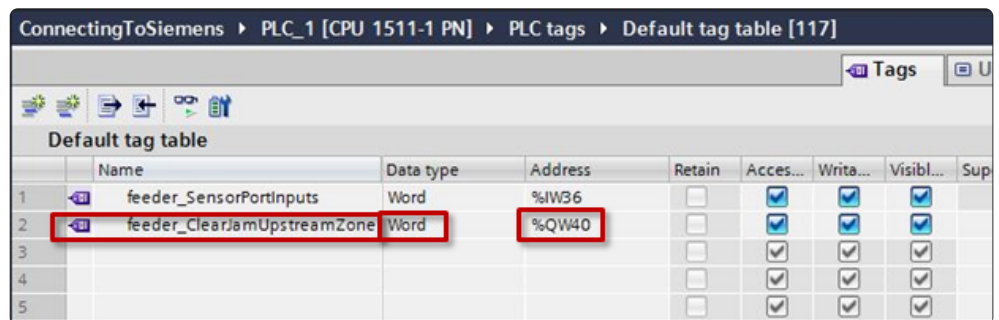 ConnectingToSiemens ▸ PLC_1 [CPU 1511-1 PN] ▸ PLC tags ▸ Default tag table [117]
Tags U
Default tag table
Name Data type Address Retain Acces... Writa... Visibl... Sup
1 feeder_SensorPortInputs Word %IW36
2 feeder_ClearJamUpstreamZone Word %QW40
3
4
5